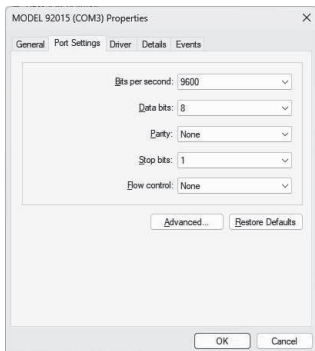 MODEL 92015 (COM3) Properties
General Port Settings Driver Details Events
Bits per second: 9600
Data bits: 8
Parity: None
Stop bits: 1
Flow control: None
Advanced... Restore Defaults
OK Cancel